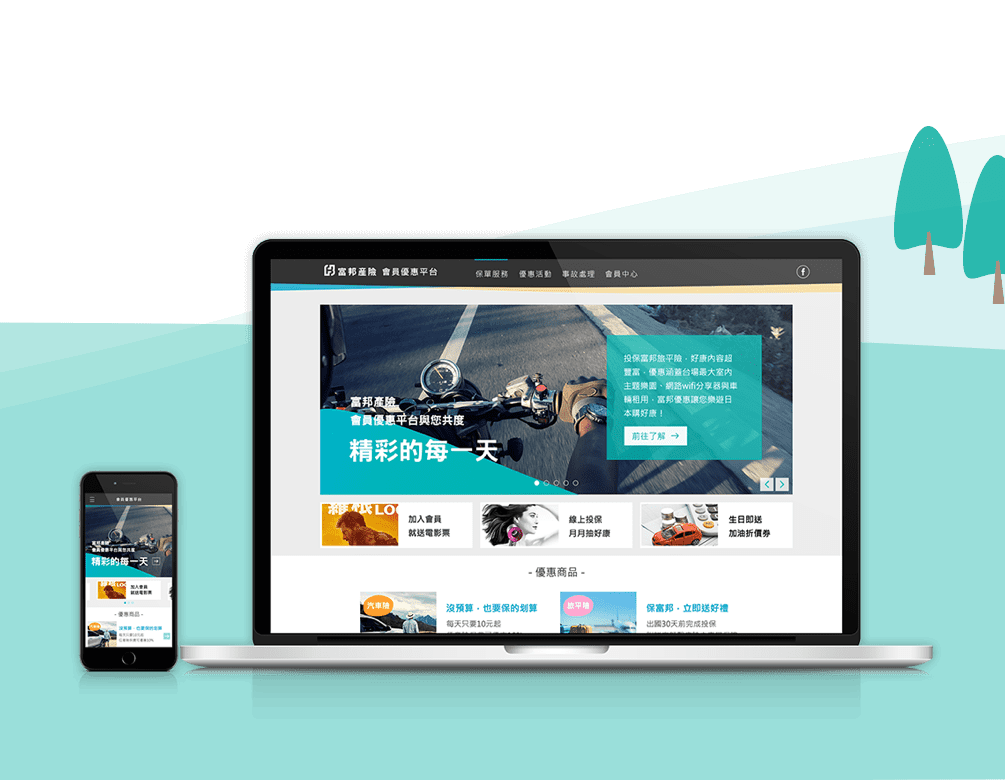 富邦產險 會員優惠平台
保單服務 優惠活動 事故處理 會員中心
f
富邦產險
會員優惠平台與您共度
精彩的每一天
投保富邦旅平險，好康內容超
豐富，優惠涵蓋台場最大室內
主題樂園、網路wifi分享器與車
輛租用，富邦優惠讓您樂遊日
本購好康！
前往了解 →
加入會員
就送電影票
線上投保
月月抽好康
生日即送
加油折價券
- 優惠商品 -
汽車險
沒預算，也要保的划算
每天只要10元起
旅平險
保富邦，立即送好禮
出國30天前完成投保
會員優惠平台
富邦產險
會員優惠平台與您共度
精彩的每一天
加入會員
就送電影票
- 優惠商品 -
沒預算，也要保的划算
每天只要10元起